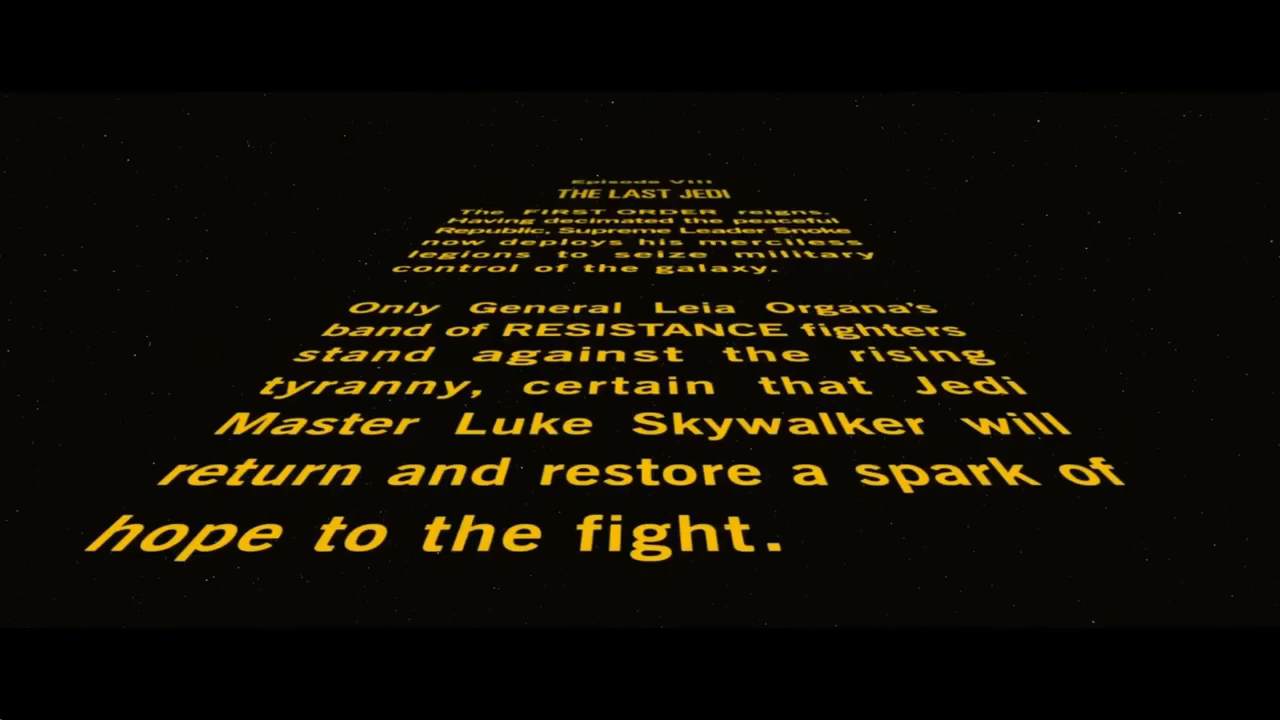 Episode VIII
THE LAST JEDI
The FIRST ORDER reigns.
Having decimated the peaceful
Republic, Supreme Leader Snoke
now deploys his merciless
legions to seize military
control of the galaxy.
Only General Leia Organa's
band of RESISTANCE fighters
stand against the rising
tyranny, certain that Jedi
Master Luke Skywalker will
return and restore a spark of
hope to the fight.